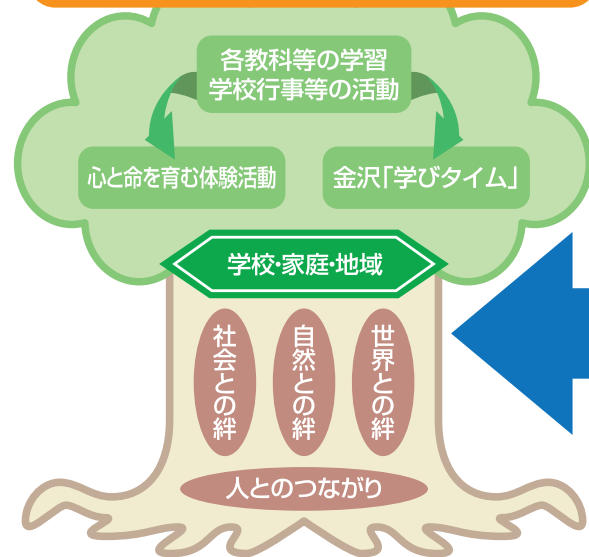 各教科等の学習
学校行事等の活動
心と命を育む体験活動
金沢「学びタイム」
学校・家庭・地域
社会との絆
自然との絆
世界との絆
人とのつながり